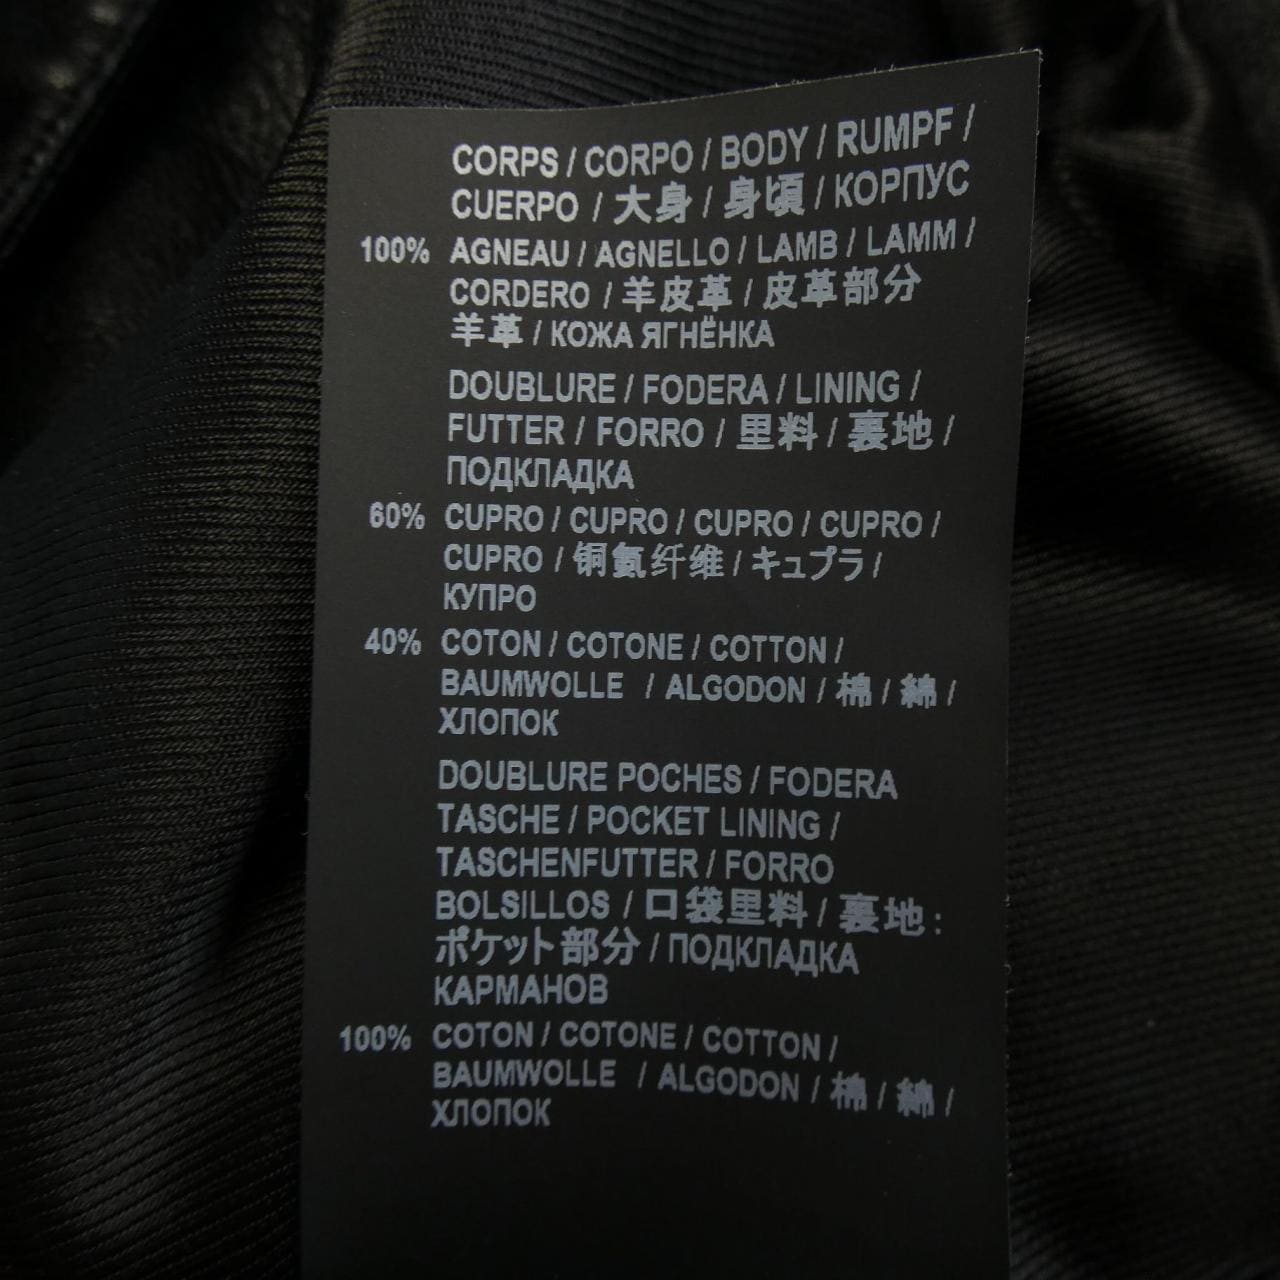 CORPS / CORPO / BODY / RUMPF /
CUERPO / 大身 / 身頃 / КОРПУС
100% AGNEAU / AGNELLO / LAMB / LAMM /
CORDERO / 羊皮革 / 皮革部分
羊革 / КОЖА ЯГНЁНКА
DOUBLURE / FODERA / LINING /
FUTTER / FORRO / 里料 / 裏地 /
ПОДКЛАДКА
60% CUPRO / CUPRO / CUPRO / CUPRO /
CUPRO / 铜氨纤维 / キュプラ /
КУПРО
40% COTON / COTONE / COTTON /
BAUMWOLLE / ALGODON / 棉 / 綿 /
ХЛОПОК
DOUBLURE POCHES / FODERA
TASCHE / POCKET LINING /
TASCHENFUTTER / FORRO
BOLSILLOS / 口袋里料 / 裏地:
ポケット部分 / ПОДКЛАДКА
КАРМАНОВ
100% COTON / COTONE / COTTON /
BAUMWOLLE / ALGODON / 棉 / 綿 /
ХЛОПОК